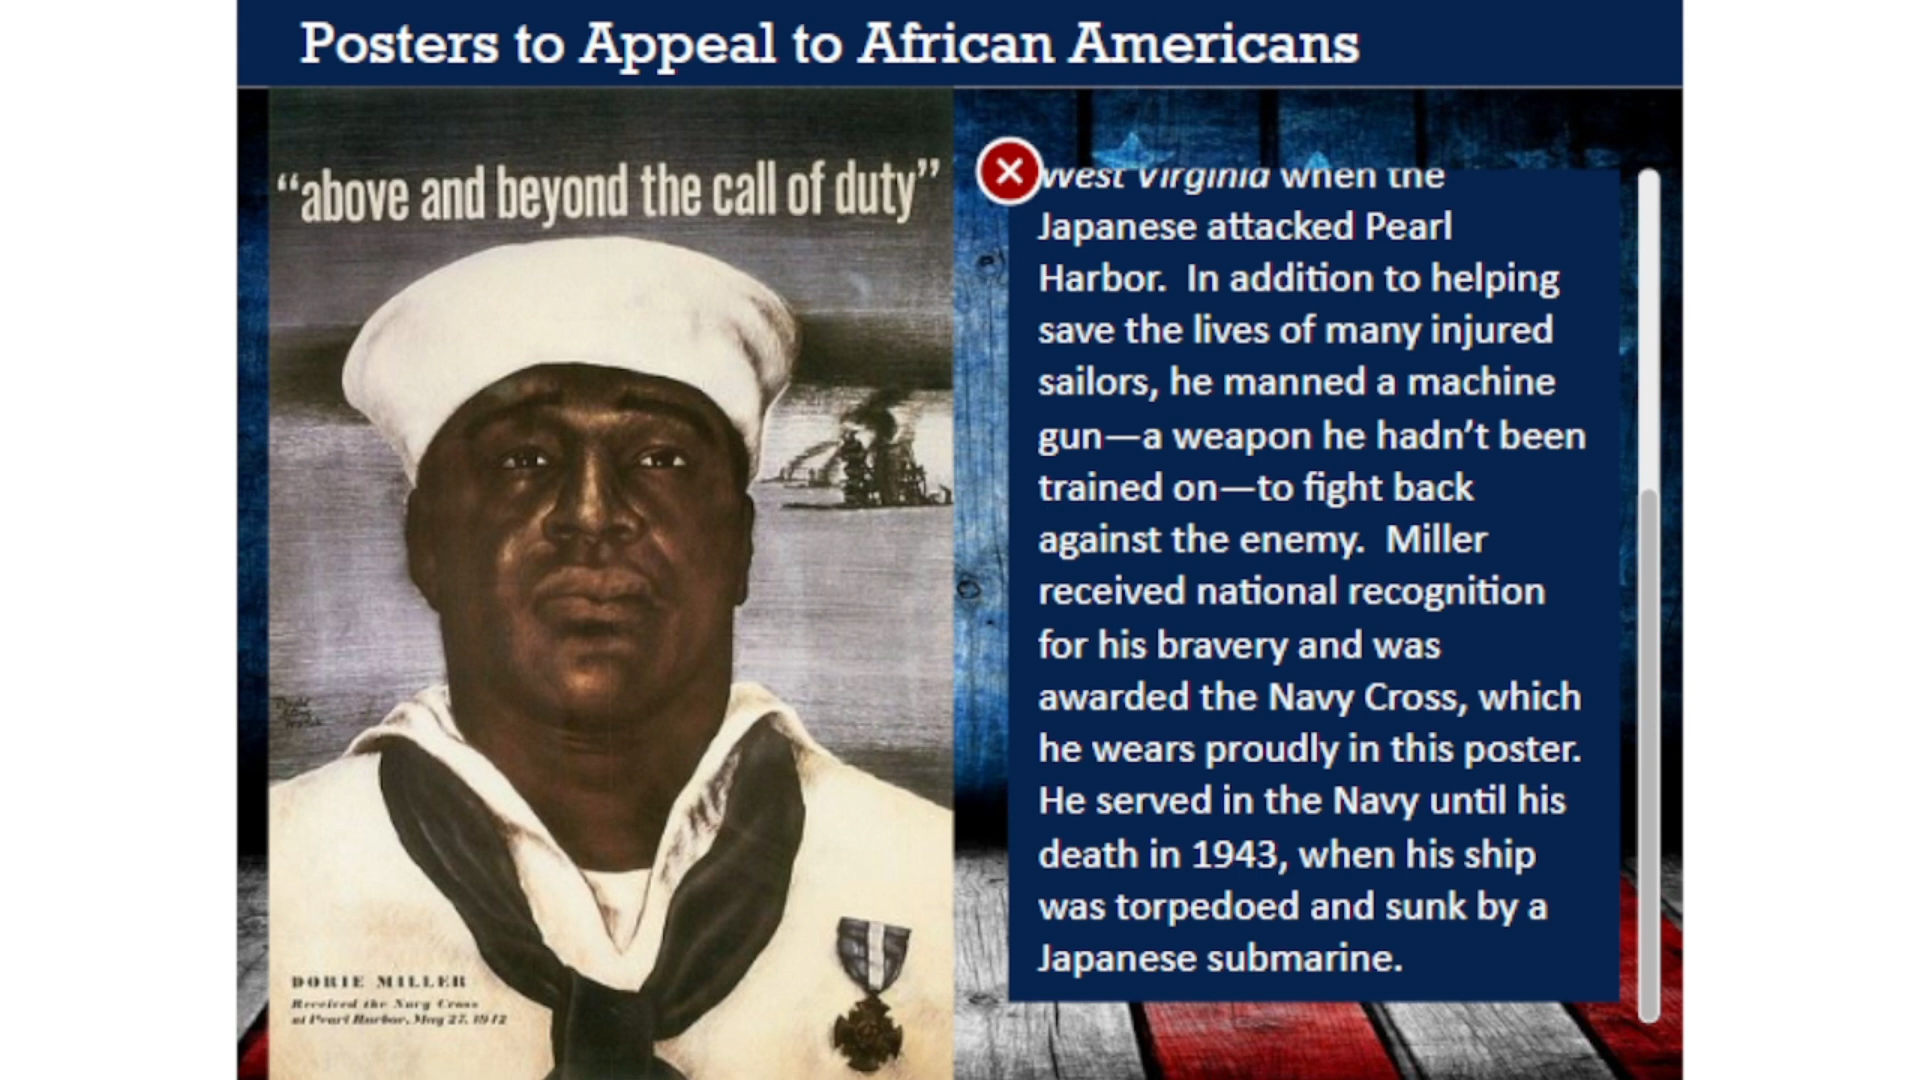 Posters to Appeal to African Americans
“above and beyond the call of duty”
DORIE MILLER
Received the Navy Cross
at Pearl Harbor, May 27, 1942
West Virginia when the
Japanese attacked Pearl
Harbor.  In addition to helping
save the lives of many injured
sailors, he manned a machine
gun—a weapon he hadn’t been
trained on—to fight back
against the enemy.  Miller
received national recognition
for his bravery and was
awarded the Navy Cross, which
he wears proudly in this poster.
He served in the Navy until his
death in 1943, when his ship
was torpedoed and sunk by a
Japanese submarine.